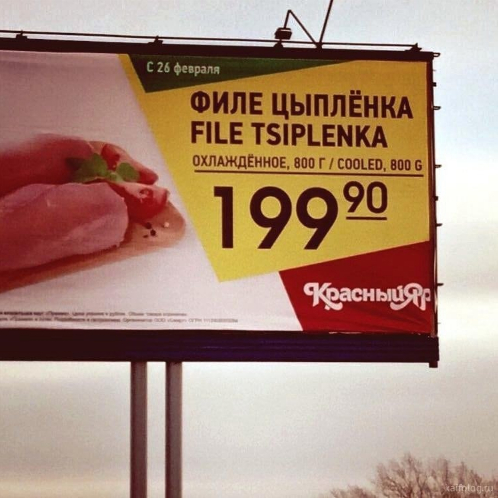 С 26 февраля
ФИЛЕ ЦЫПЛЁНКА
FILE TSIPLENKA
ОХЛАЖДЁННОЕ, 800 Г / COOLED, 800 G
199 90
КрасныйЯр